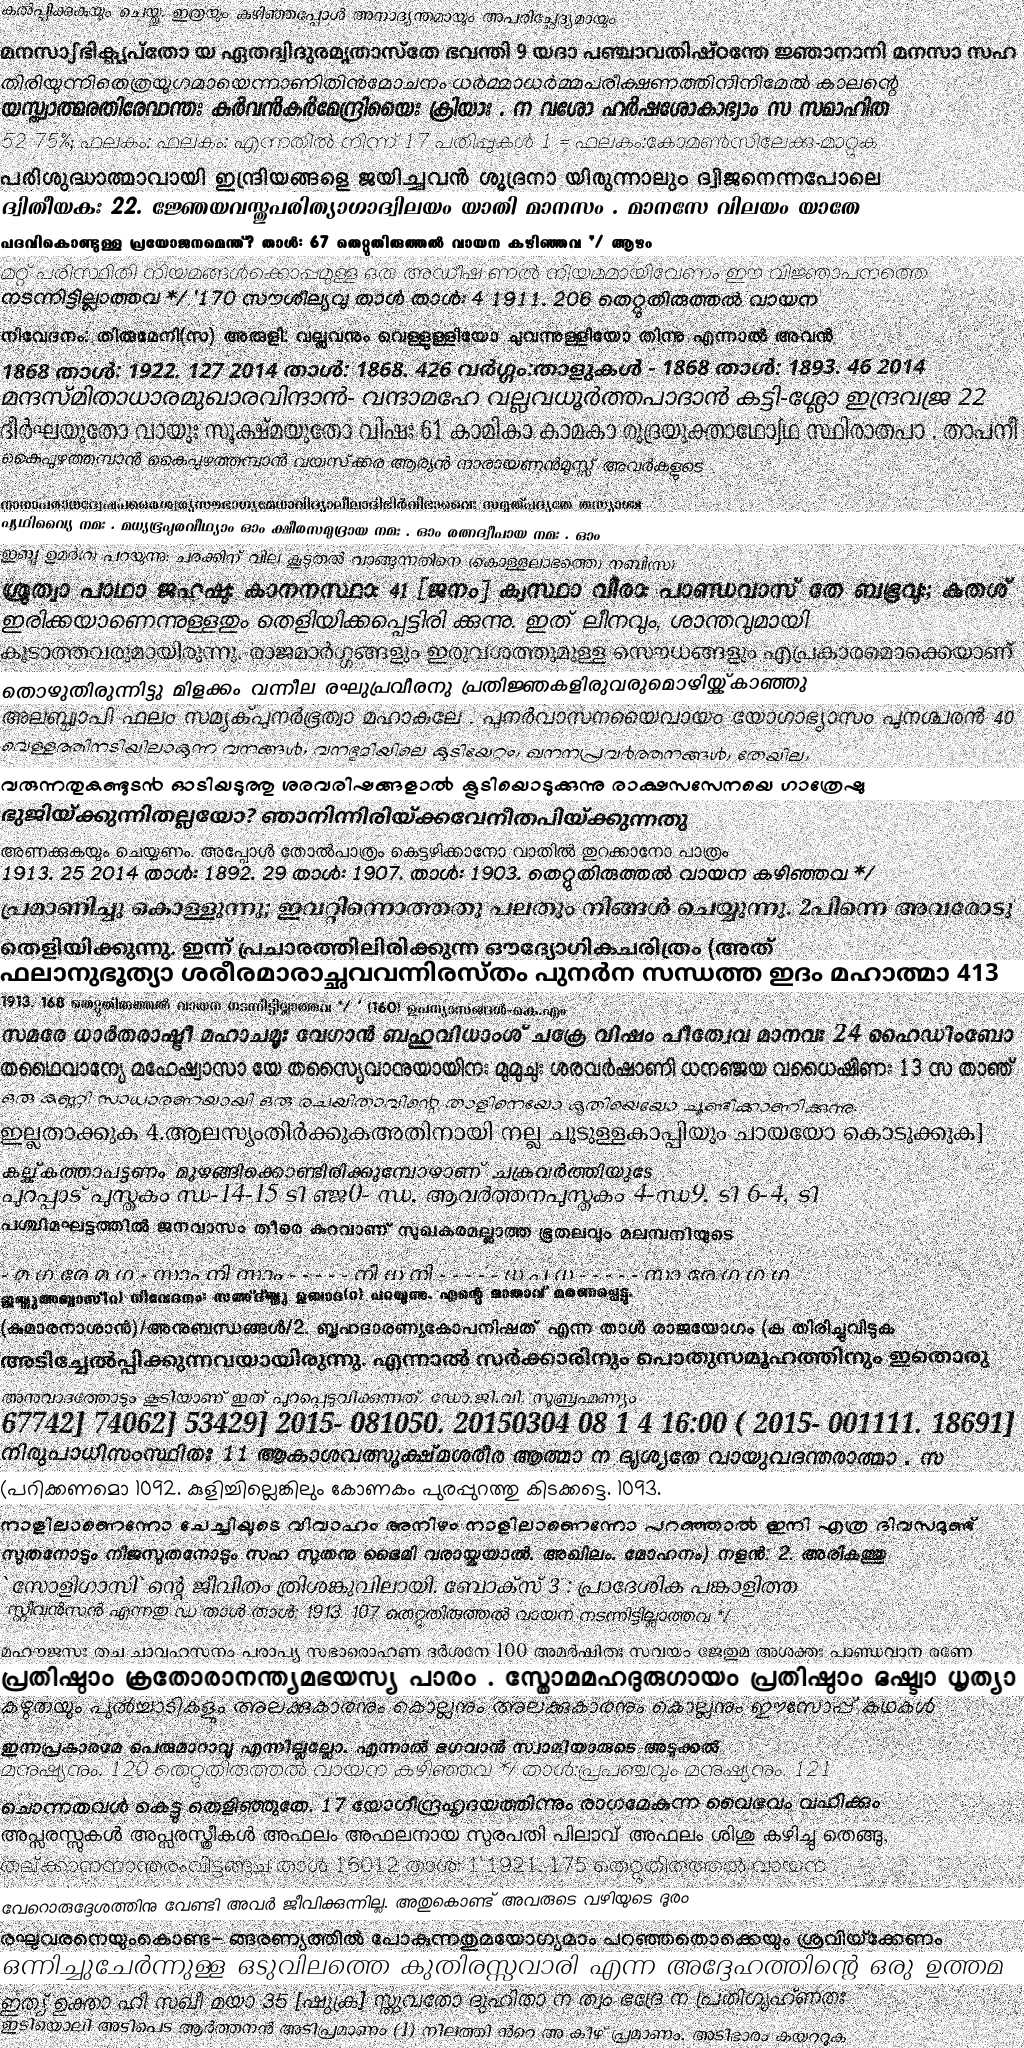 കൽപ്പിക്കുകയും ചെയ്തു. ഇത്രയും കഴിഞ്ഞപ്പോൾ അനാദ്യന്തമായും അപരിച്ഛേദ്യമായും
മനസാഽഭിക്ലൃപ്തോ യ ഏതദ്വിദുരമൃതാസ്തേ ഭവന്തി 9 യദാ പഞ്ചാവതിഷ്ഠന്തേ ജ്ഞാനാനി മനസാ സഹ
തിരിയുന്നിതെത്രയുഗമായെന്നാണിതിൻമോചനം ധർമ്മാധർമ്മപരീക്ഷണത്തിനിനിമേൽ കാലന്റെ
യസ്ത്വാത്മരതിരേവാന്തഃ കുർവൻകർമേന്ദ്രിയൈഃ ക്രിയാഃ . ന വശോ ഹർഷശോകാഭ്യാം സ സമാഹിത
52 75%; ഫലകം: ഫലകം: എന്നതിൽ നിന്ന് 17 പതിപ്പുകൾ 1 = ഫലകം:കോമൺസിലേക്കു-മാറ്റുക
പരിശുദ്ധാത്മാവായി ഇന്ദ്രിയങ്ങളെ ജയിച്ചവൻ ശൂദ്രനാ യിരുന്നാലും ദ്വിജനെന്നപോലെ
ദ്വിതീയകഃ 22. ജ്ഞേയവസ്തുപരിത്യാഗാദ്വിലയം യാതി മാനസം . മാനസേ വിലയം യാതേ
പദവികൊണ്ടുള്ള പ്രയോജനമെന്ത്? താൾ: 67 തെറ്റുതിരുത്തൽ വായന കഴിഞ്ഞവ */ ആഴം
മറ്റ് പരിസ്ഥിതി നിയമങ്ങൾക്കൊപ്പമുള്ള ഒരു അഡീഷണൽ നിയമമായിവേണം ഈ വിജ്ഞാപനത്തെ
നടന്നിട്ടില്ലാത്തവ */ '170 സൗശീല്യവു താൾ താൾ: 4 1911. 206 തെറ്റുതിരുത്തൽ വായന
നിവേദനം: തിരുമേനി(സ) അരുളി: വല്ലവനും വെള്ളുള്ളിയോ ചുവന്നുള്ളിയോ തിന്നു എന്നാൽ അവൻ
1868 താൾ: 1922. 127 2014 താൾ: 1868. 426 വർഗ്ഗം:താളുകൾ - 1868 താൾ: 1893. 46 2014
മന്ദസ്മിതാധാരമുഖാരവിന്ദാൻ- വന്ദാമഹേ വല്ലവധൂർത്തപാദാൻ കട്ടി-ശ്ലോ ഇന്ദ്രവജ്ര 22
ദീർഘയുതോ വായുഃ സൂക്ഷ്മയുതോ വിഷഃ 61 കാമികാ കാമകാ രുദ്രയുക്താഥോഽഥ സ്ഥിരാതപാ . താപനീ
കൈപുഴത്തമ്പാൻ കൈപുഴത്തമ്പാൻ വയസ്ക്കര ആര്യൻ നാരായണൻമൂസ്സ് അവർകളുടെ
നാനാപരാനദ്വേഷപകൈശ്വര്യസൗഭാഗ്യമേധാവിദ്യാലീലാദിഭിർവിഭാവൈഃ
പൃഥിവ്യൈ നമഃ . മധ്യഭൂപുരവീഥ്യാം ഓം ക്ഷീരസമുദ്രായ നമഃ . ഓം രത്നദ്വീപായ നമഃ . ഓം
ഇബ്നു ഉമർ(റ) പറയുന്നു: ചരക്കിന് വില കൂടുതൽ വാങ്ങുന്നതിനെ (കൊള്ളലാഭത്തെ) നബി(സ)
ശ്രുത്വാ പാഥാ ജഹൃഷുഃ കാനനസ്ഥാഃ 41 [ജനം] ക്വസ്ഥാ വീരാഃ പാണ്ഡവാസ് തേ ബഭൂവുഃ; കുതശ്
ഇരിക്കയാണെന്നുള്ളതും തെളിയിക്കപ്പെട്ടിരി ക്കുന്നു. ഇത് ലീനവും, ശാന്തവുമായി
കൂടാത്തവരുമായിരുന്നു. രാജമാർഗ്ഗങ്ങളും ഇരുവശത്തുമുള്ള സൌധങ്ങളും എപ്രകാരമൊക്കെയാണ്
തൊഴുതിരുന്നിട്ടു മിളക്കം വന്നീല രഘുപ്രവീരനു പ്രതിജ്ഞകളിരുവരുമൊഴിയ്ക്കുകാഞ്ഞു
അലബ്ധ്വാപി ഫലം സമ്യക്പുനർഭൂത്വാ മഹാകുലേ . പുനർവാസനയൈവായം യോഗാഭ്യാസം പുനശ്ചരൻ 40
വെള്ളത്തിനടിയിലാകുന്ന വനങ്ങൾ, വനഭൂമിയിലെ കുടിയേറ്റം, ഖനനപ്രവർത്തനങ്ങൾ, തേയില,
വരുന്നതുകണ്ടുടൻ ഓടിയടുത്തു ശരവരിഷങ്ങളാൽ കൂടിയൊടുക്കുന്നു രാക്ഷസസേനയെ ഗാത്രേഷു
ഭുജിയ്ക്കുന്നിതല്ലയോ? ഞാനിന്നിരിയ്ക്കവേനീതപിയ്ക്കുന്നതു
അണക്കുകയും ചെയ്യണം. അപ്പോൾ തോൽപാത്രം കെട്ടഴിക്കാനോ വാതിൽ തുറക്കാനോ പാത്രം
1913. 25 2014 താൾ: 1892. 29 താൾ: 1907. താൾ: 1903. തെറ്റുതിരുത്തൽ വായന കഴിഞ്ഞവ */
പ്രമാണിച്ചു കൊള്ളുന്നു; ഇവറ്റിന്നൊത്തതു പലതും നിങ്ങൾ ചെയ്യുന്നു. 2പിന്നെ അവരോടു
തെളിയിക്കുന്നു. ഇന്ന് പ്രചാരത്തിലിരിക്കുന്ന ഔദ്യോഗികചരിത്രം (അത്
ഫലാനുഭൂത്യാ ശരീരമാരാച്ഛവവന്നിരസ്തം പുനർന സന്ധത്ത ഇദം മഹാത്മാ 413
1913. 168 തെറ്റുതിരുത്തൽ വായന നടന്നിട്ടില്ലാത്തവ */ ' (160) ഉപന്യാസങ്ങൾ-കെ.എം
സമരേ ധാർതരാഷ്ട്രീ മഹാചമൂഃ വേഗാൻ ബഹുവിധാംശ് ചക്രേ വിഷം പീത്വേവ മാനവഃ 24 ഹൈഡിംബോ
തഥൈവാന്യേ മഹേഷ്വാസാ യേ തസ്യൈവാനുയായിനഃ മുമുചുഃ ശരവർഷാണി ധനഞ്ജയ വധൈഷിണഃ 13 സ താഞ്
ഒരു കണ്ണി സാധാരണയായി ഒരു രചയിതാവിന്റെ താളിനെയോ കൃതിയെയോ ചൂണ്ടിക്കാണിക്കുന്നു.
ഇല്ലതാക്കുക 4.ആലസ്യംതിർക്കുകഅതിനായി നല്ല ചൂടുള്ളകാപ്പിയും ചായയോ കൊടുക്കുക]
കല്ക്കത്താപട്ടണം മുഴങ്ങിക്കൊണ്ടിരിക്കുമ്പോഴാണ് ചക്രവർത്തിയുടേ
പുറപ്പാട് പുസ്തകം ന്ധ-14-15 ടി ഞ്ജ0- ന്ധ. ആവർത്തനപുസ്തകം 4-ന്ധ9. ടി 6-4, ടി
പശ്ചിമഘട്ടത്തിൽ ജനവാസം തീരെ കുറവാണ് സുഖകരമല്ലാത്ത ഭൂതലവും മലമ്പനിയുടെ
- മ ഗ രേ മ ഗ - സാപ നി സാപ - - - - - നി ധ നി - - - - - ധ പ ധ - - - - - സാ രേ ഗ ഗ ഗ
ഇബ്നുഅബ്ബാസ്(റ) നിവേദനം: സഅ്ദ്ബ്നു ഉബാദ(റ) പറയുന്നു. എന്റെ മാതാവ് മരണപ്പെട്ടു.
(കുമാരനാശാൻ)/അനുബന്ധങ്ങൾ/2. ബൃഹദാരണ്യകോപനിഷത് എന്ന താൾ രാജയോഗം (ക തിരിച്ചുവിടുക
അടിച്ചേൽപ്പിക്കുന്നവയായിരുന്നു. എന്നാൽ സർക്കാരിനും പൊതുസമൂഹത്തിനും ഇതൊരു
അനുവാദത്തോടും കൂടിയാണ് ഇത് പുറപ്പെടുവിക്കുന്നത്. ഡോ.ജി.വി. സുബ്രഹ്മണ്യം
67742] 74062] 53429] 2015- 081050. 20150304 08 1 4 16:00 ( 2015- 001111. 18691]
നിരുപാധിസംസ്ഥിതഃ 11 ആകാശവത്സൂക്ഷ്മശരീര ആത്മാ ന ദൃശ്യതേ വായുവദന്തരാത്മാ . സ
(പറിക്കണമൊ 1092. കുളിച്ചില്ലെങ്കിലും കോണകം പുരപ്പുറത്തു കിടക്കട്ടെ. 1093.
നാളിലാണെന്നോ ചേച്ചിയുടെ വിവാഹം അനിഴം നാളിലാണെന്നോ പറഞ്ഞാൽ ഇനി എത്ര ദിവസമുണ്ട്
സുതനോടും നിജസുതനോടും സഹ സുതനു ഭൈമി വരായ്കയാൽ. അഖിലം. മോഹനം) നളൻ: 2. അരികത്തു
`സോളിഗാസി`ന്റെ ജീവിതം ത്രിശങ്കുവിലായി. ബോക്സ് 3 : പ്രാദേശിക പങ്കാളിത്ത
സ്റ്റീവൻസൻ എന്നതു ഡ താൾ താൾ: 1913. 107 തെറ്റുതിരുത്തൽ വായന നടന്നിട്ടില്ലാത്തവ */
മഹൗജസഃ തച ചാവഹസനം പരാപ്യ സഭാരോഹണ ദർശനേ 100 അമർഷിതഃ സവയം ജേതുമ അശക്തഃ പാണ്ഡവാന രണേ
പ്രതിഷ്ഠാം ക്രതോരാനന്ത്യമഭയസ്യ പാരം . സ്തോമമഹദുരുഗായം പ്രതിഷ്ഠാം ദൃഷ്ട്വാ ധൃത്യാ
കഴുതയും പുൽച്ചാടികളും അലക്കുകാരനും കൊല്ലനും അലക്കുകാരനും കൊല്ലനും ഈസോപ്പ് കഥകൾ
ഇന്നപ്രകാരമേ പെരുമാറാവൂ എന്നില്ലല്ലോ. എന്നാൽ ഭഗവാൻ സ്വാമിയാരുടെ അടുക്കൽ
മനുഷ്യനും. 120 തെറ്റുതിരുത്തൽ വായന കഴിഞ്ഞവ */ താൾ:പ്രപഞ്ചവും മനുഷ്യനും. 121
ചൊന്നതവൾ കെട്ടു തെളിഞ്ഞുതേ. 17 യോഗീന്ദ്രഹൃദയത്തിന്നും രാഗമേകുന്ന വൈഭവം വഹിക്കും
അപ്സരസ്സുകൾ അപ്സരസ്ത്രീകൾ അഫലം അഫലനായ സുരപതി പിലാവ് അഫലം ശിശു കഴിച്ചു തെങ്ങു,
തല്ക്കാനനാന്തരംവിട്ടങ്ങച താൾ 16012 താൾ: 1 1921. 175 തെറ്റുതിരുത്തൽ വായന
വേറൊരുദ്ദേശത്തിനു വേണ്ടി അവർ ജീവിക്കുന്നില്ല. അതുകൊണ്ട് അവരുടെ വഴിയുടെ ദൂരം
രഘുവരനെയുംകൊണ്ട– ങ്ങരണ്യത്തിൽ പോകുന്നതുമയോഗ്യമാം പറഞ്ഞതൊക്കെയും ശ്രവിയ്ക്കേണം
ഒന്നിച്ചുചേർന്നുള്ള ഒടുവിലത്തെ കുതിരസ്സവാരി എന്ന അദ്ദേഹത്തിന്റെ ഒരു ഉത്തമ
ഇത്യ് ഉക്താ ഹീ സഖീ മയാ 35 [ഷുക്ര] സ്തുവതോ ദുഹിതാ ന ത്വം ഭദ്രേ ന പ്രതിഗൃഹ്ണതഃ
ഇടിയൊലി അടിപെട ആർത്തനൻ അടിപ്രമാണം (1) നിലത്തി ൻറെ അ കീഴ് പ്രമാണം. അടിഭാരം കയററുക